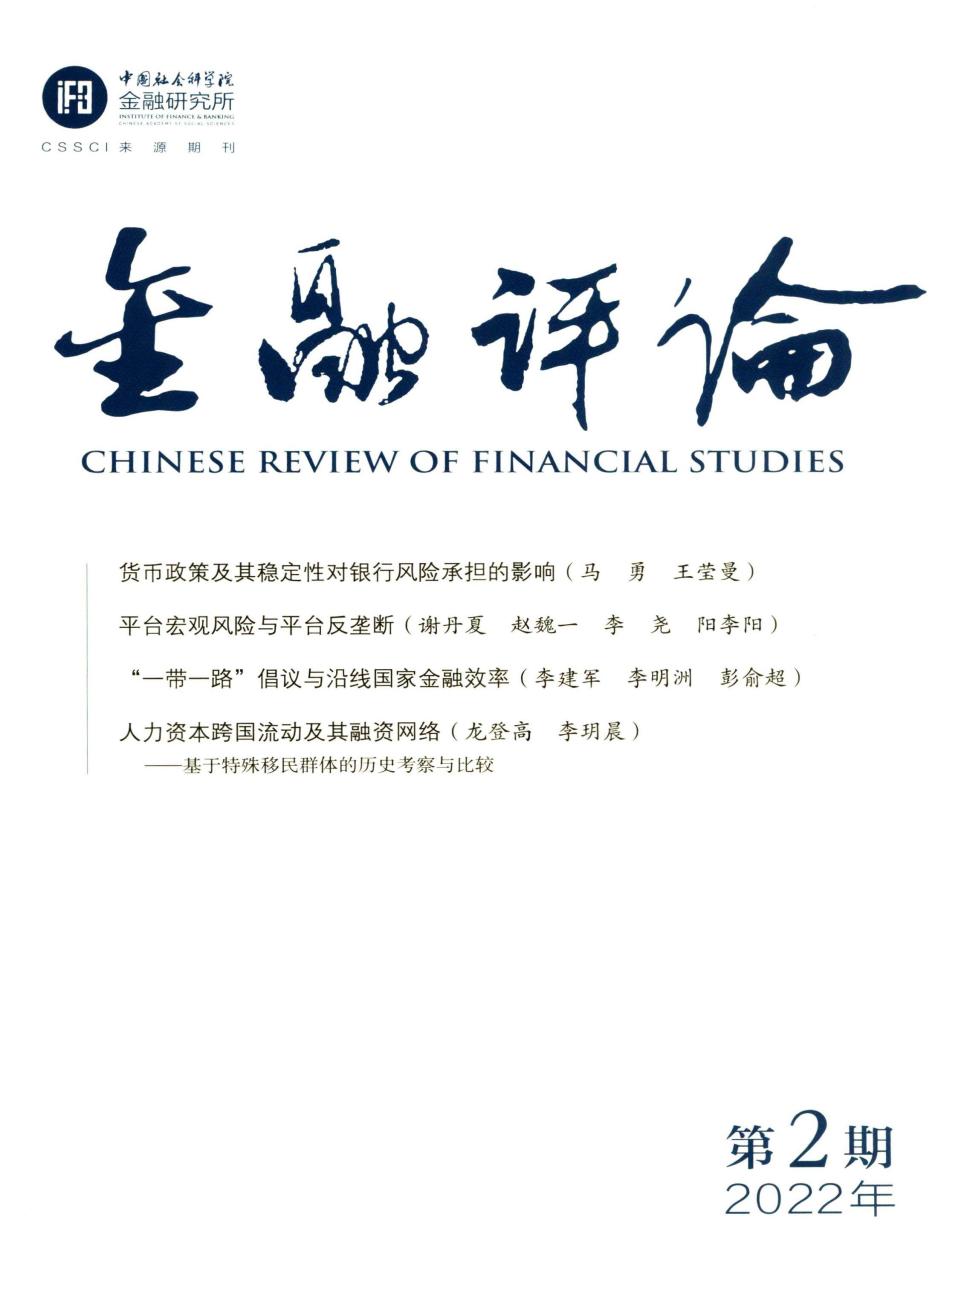 中国社会科学院
金融研究所
INSTITUTE OF FINANCE & BANKING
CHINESE ACADEMY OF SOCIAL SCIENCES
CSSCI来源期刊
金融评论
CHINESE REVIEW OF FINANCIAL STUDIES
货币政策及其稳定性对银行风险承担的影响（马 勇 王莹曼）
平台宏观风险与平台反垄断（谢丹夏 赵魏一 李 尧 阳李阳）
“一带一路”倡议与沿线国家金融效率（李建军 李明洲 彭俞超）
人力资本跨国流动及其融资网络（龙登高 李玥晨）
——基于特殊移民群体的历史考察与比较
第2期
2022年